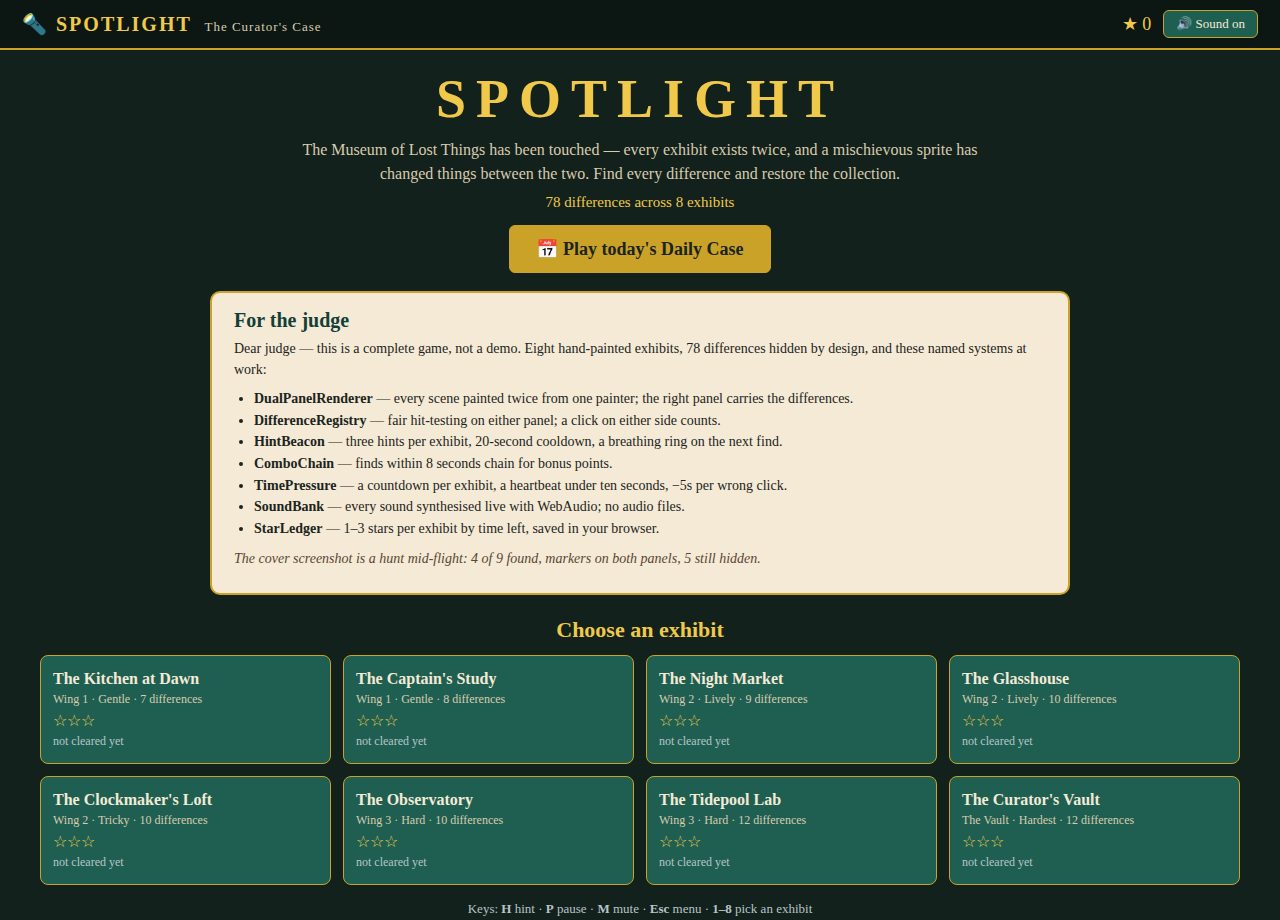 SPOTLIGHT The Curator's Case
★ 0 Sound on
SPOTLIGHT
The Museum of Lost Things has been touched — every exhibit exists twice, and a mischievous sprite has
changed things between the two. Find every difference and restore the collection.
78 differences across 8 exhibits
Play today's Daily Case
For the judge
Dear judge — this is a complete game, not a demo. Eight hand-painted exhibits, 78 differences hidden by design, and these named systems at
work:
• DualPanelRenderer — every scene painted twice from one painter; the right panel carries the differences.
• DifferenceRegistry — fair hit-testing on either panel; a click on either side counts.
• HintBeacon — three hints per exhibit, 20-second cooldown, a breathing ring on the next find.
• ComboChain — finds within 8 seconds chain for bonus points.
• TimePressure — a countdown per exhibit, a heartbeat under ten seconds, −5s per wrong click.
• SoundBank — every sound synthesised live with WebAudio; no audio files.
• StarLedger — 1–3 stars per exhibit by time left, saved in your browser.
The cover screenshot is a hunt mid-flight: 4 of 9 found, markers on both panels, 5 still hidden.
Choose an exhibit
The Kitchen at Dawn
Wing 1 · Gentle · 7 differences
☆☆☆
not cleared yet
The Captain's Study
Wing 1 · Gentle · 8 differences
☆☆☆
not cleared yet
The Night Market
Wing 2 · Lively · 9 differences
☆☆☆
not cleared yet
The Glasshouse
Wing 2 · Lively · 10 differences
☆☆☆
not cleared yet
The Clockmaker's Loft
Wing 2 · Tricky · 10 differences
☆☆☆
not cleared yet
The Observatory
Wing 3 · Hard · 10 differences
☆☆☆
not cleared yet
The Tidepool Lab
Wing 3 · Hard · 12 differences
☆☆☆
not cleared yet
The Curator's Vault
The Vault · Hardest · 12 differences
☆☆☆
not cleared yet
Keys: H hint · P pause · M mute · Esc menu · 1–8 pick an exhibit